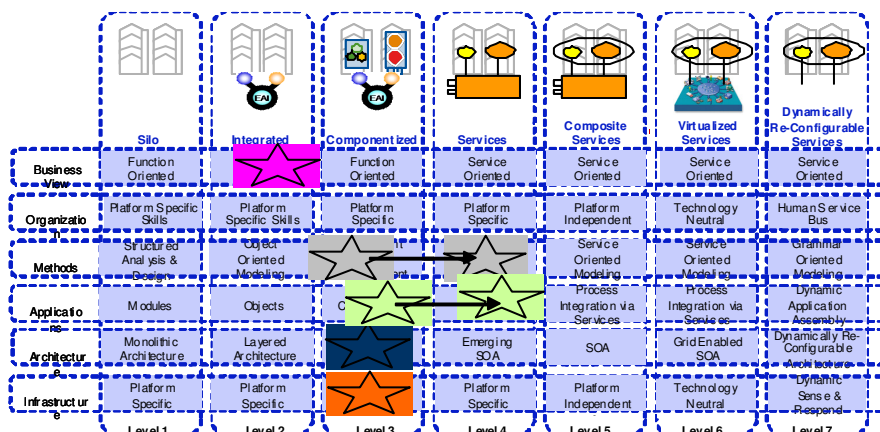 EAI
EAI
Silo
Integrated
Componentized
Services
Composite
Services
Virtualized
Services
Dynamically
Re-Configurable
Services
Business
View
Function
Oriented
Function
Oriented
Service
Oriented
Service
Oriented
Service
Oriented
Service
Oriented
Organizatio
n
Platform Specific
Skills
Platform
Specific Skills
Platform
Specific
Platform
Specific
Platform
Independent
Technology
Neutral
Human Service
Bus
Methods
Structured
Analysis &
Design
Object
Oriented
Modeling
Service
Oriented
Modeling
Service
Oriented
Modeling
Grammar
Oriented
Modeling
Applicatio
ns
Modules
Objects
Process
Integration via
Services
Process
Integration via
Services
Dynamic
Application
Assembly
Architectur
e
Monolithic
Architecture
Layered
Architecture
Emerging
SOA
SOA
Grid Enabled
SOA
Dynamically Re-
Configurable
Architecture
Infrastructur
e
Platform
Specific
Platform
Specific
Platform
Specific
Platform
Independent
Technology
Neutral
Dynamic
Sense &
Respond
Level 1
Level 2
Level 3
Level 4
Level 5
Level 6
Level 7